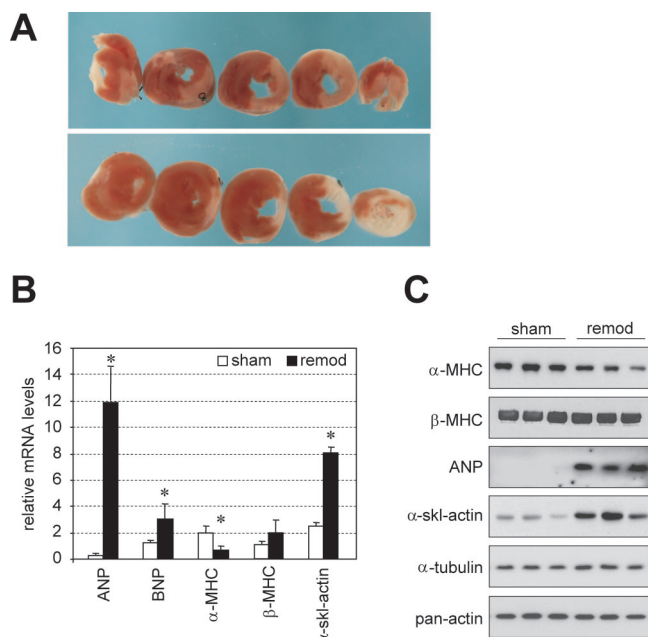 A
B
relative mRNA levels
16
14
12
10
8
6
4
2
0
sham
remod
*
*
*
*
ANP
BNP
α-MHC
β-MHC
α-skl-actin
C
sham remod
α-MHC
β-MHC
ANP
α-skl-actin
α-tubulin
pan-actin